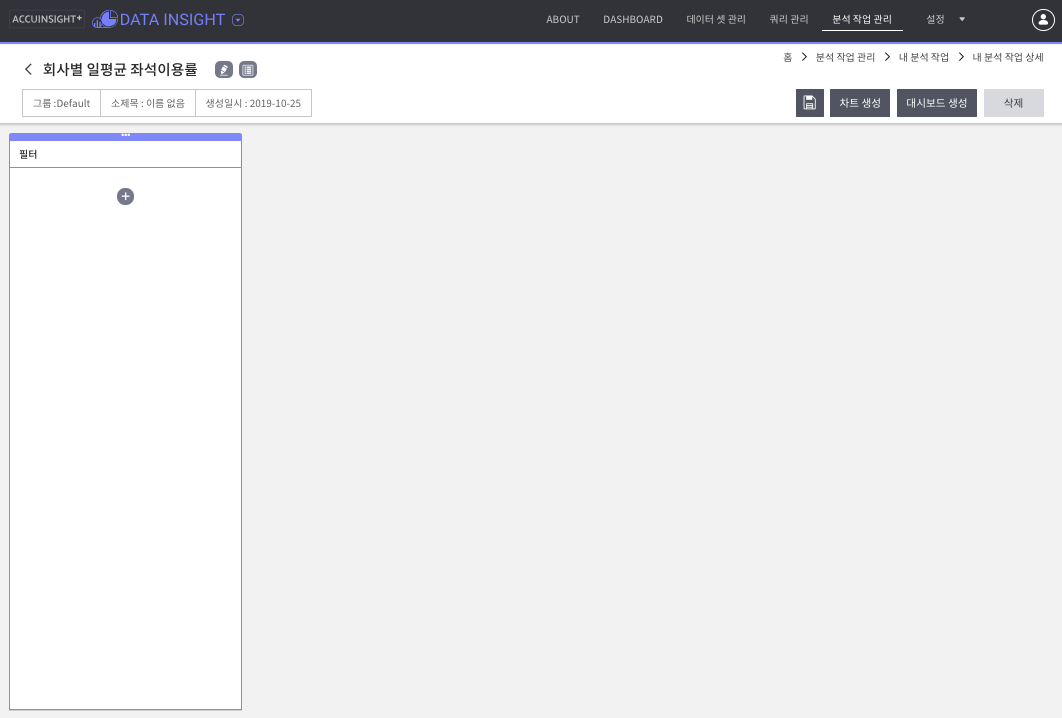 ACCUINSIGHT+ DATA INSIGHT ABOUT DASHBOARD 데이터 셋 관리 쿼리 관리 분석 작업 관리 설정
홈 > 분석 작업 관리 > 내 분석 작업 > 내 분석 작업 상세
회사별 일평균 좌석이용률
그룹 :Default 소제목 : 이름 없음 생성일시 : 2019-10-25 차트 생성 대시보드 생성 삭제
필터